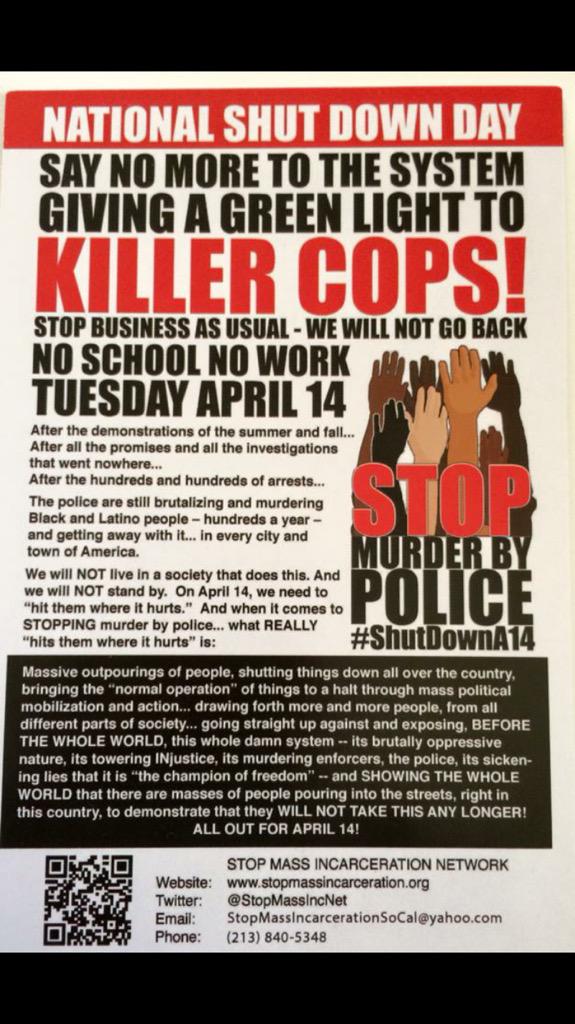 NATIONAL SHUT DOWN DAY
SAY NO MORE TO THE SYSTEM
GIVING A GREEN LIGHT TO
KILLER COPS!
STOP BUSINESS AS USUAL - WE WILL NOT GO BACK
NO SCHOOL NO WORK
TUESDAY APRIL 14
After the demonstrations of the summer and fall...
After all the promises and all the investigations
that went nowhere...
After the hundreds and hundreds of arrests...
The police are still brutalizing and murdering
Black and Latino people – hundreds a year –
and getting away with it... in every city and
town of America.
We will NOT live in a society that does this. And
we will NOT stand by. On April 14, we need to
"hit them where it hurts." And when it comes to
STOPPING murder by police... what REALLY
"hits them where it hurts" is:
STOP
MURDER BY
POLICE
#ShutDownA14
Massive outpourings of people, shutting things down all over the country,
bringing the "normal operation" of things to a halt through mass political
mobilization and action... drawing forth more and more people, from all
different parts of society... going straight up against and exposing, BEFORE
THE WHOLE WORLD, this whole damn system -- its brutally oppressive
nature, its towering INjustice, its murdering enforcers, the police, its sicken-
ing lies that it is "the champion of freedom" -- and SHOWING THE WHOLE
WORLD that there are masses of people pouring into the streets, right in
this country, to demonstrate that they WILL NOT TAKE THIS ANY LONGER!
ALL OUT FOR APRIL 14!
STOP MASS INCARCERATION NETWORK
Website: www.stopmassincarceration.org
Twitter: @StopMassIncNet
Email: StopMassIncarcerationSoCal@yahoo.com
Phone: (213) 840-5348